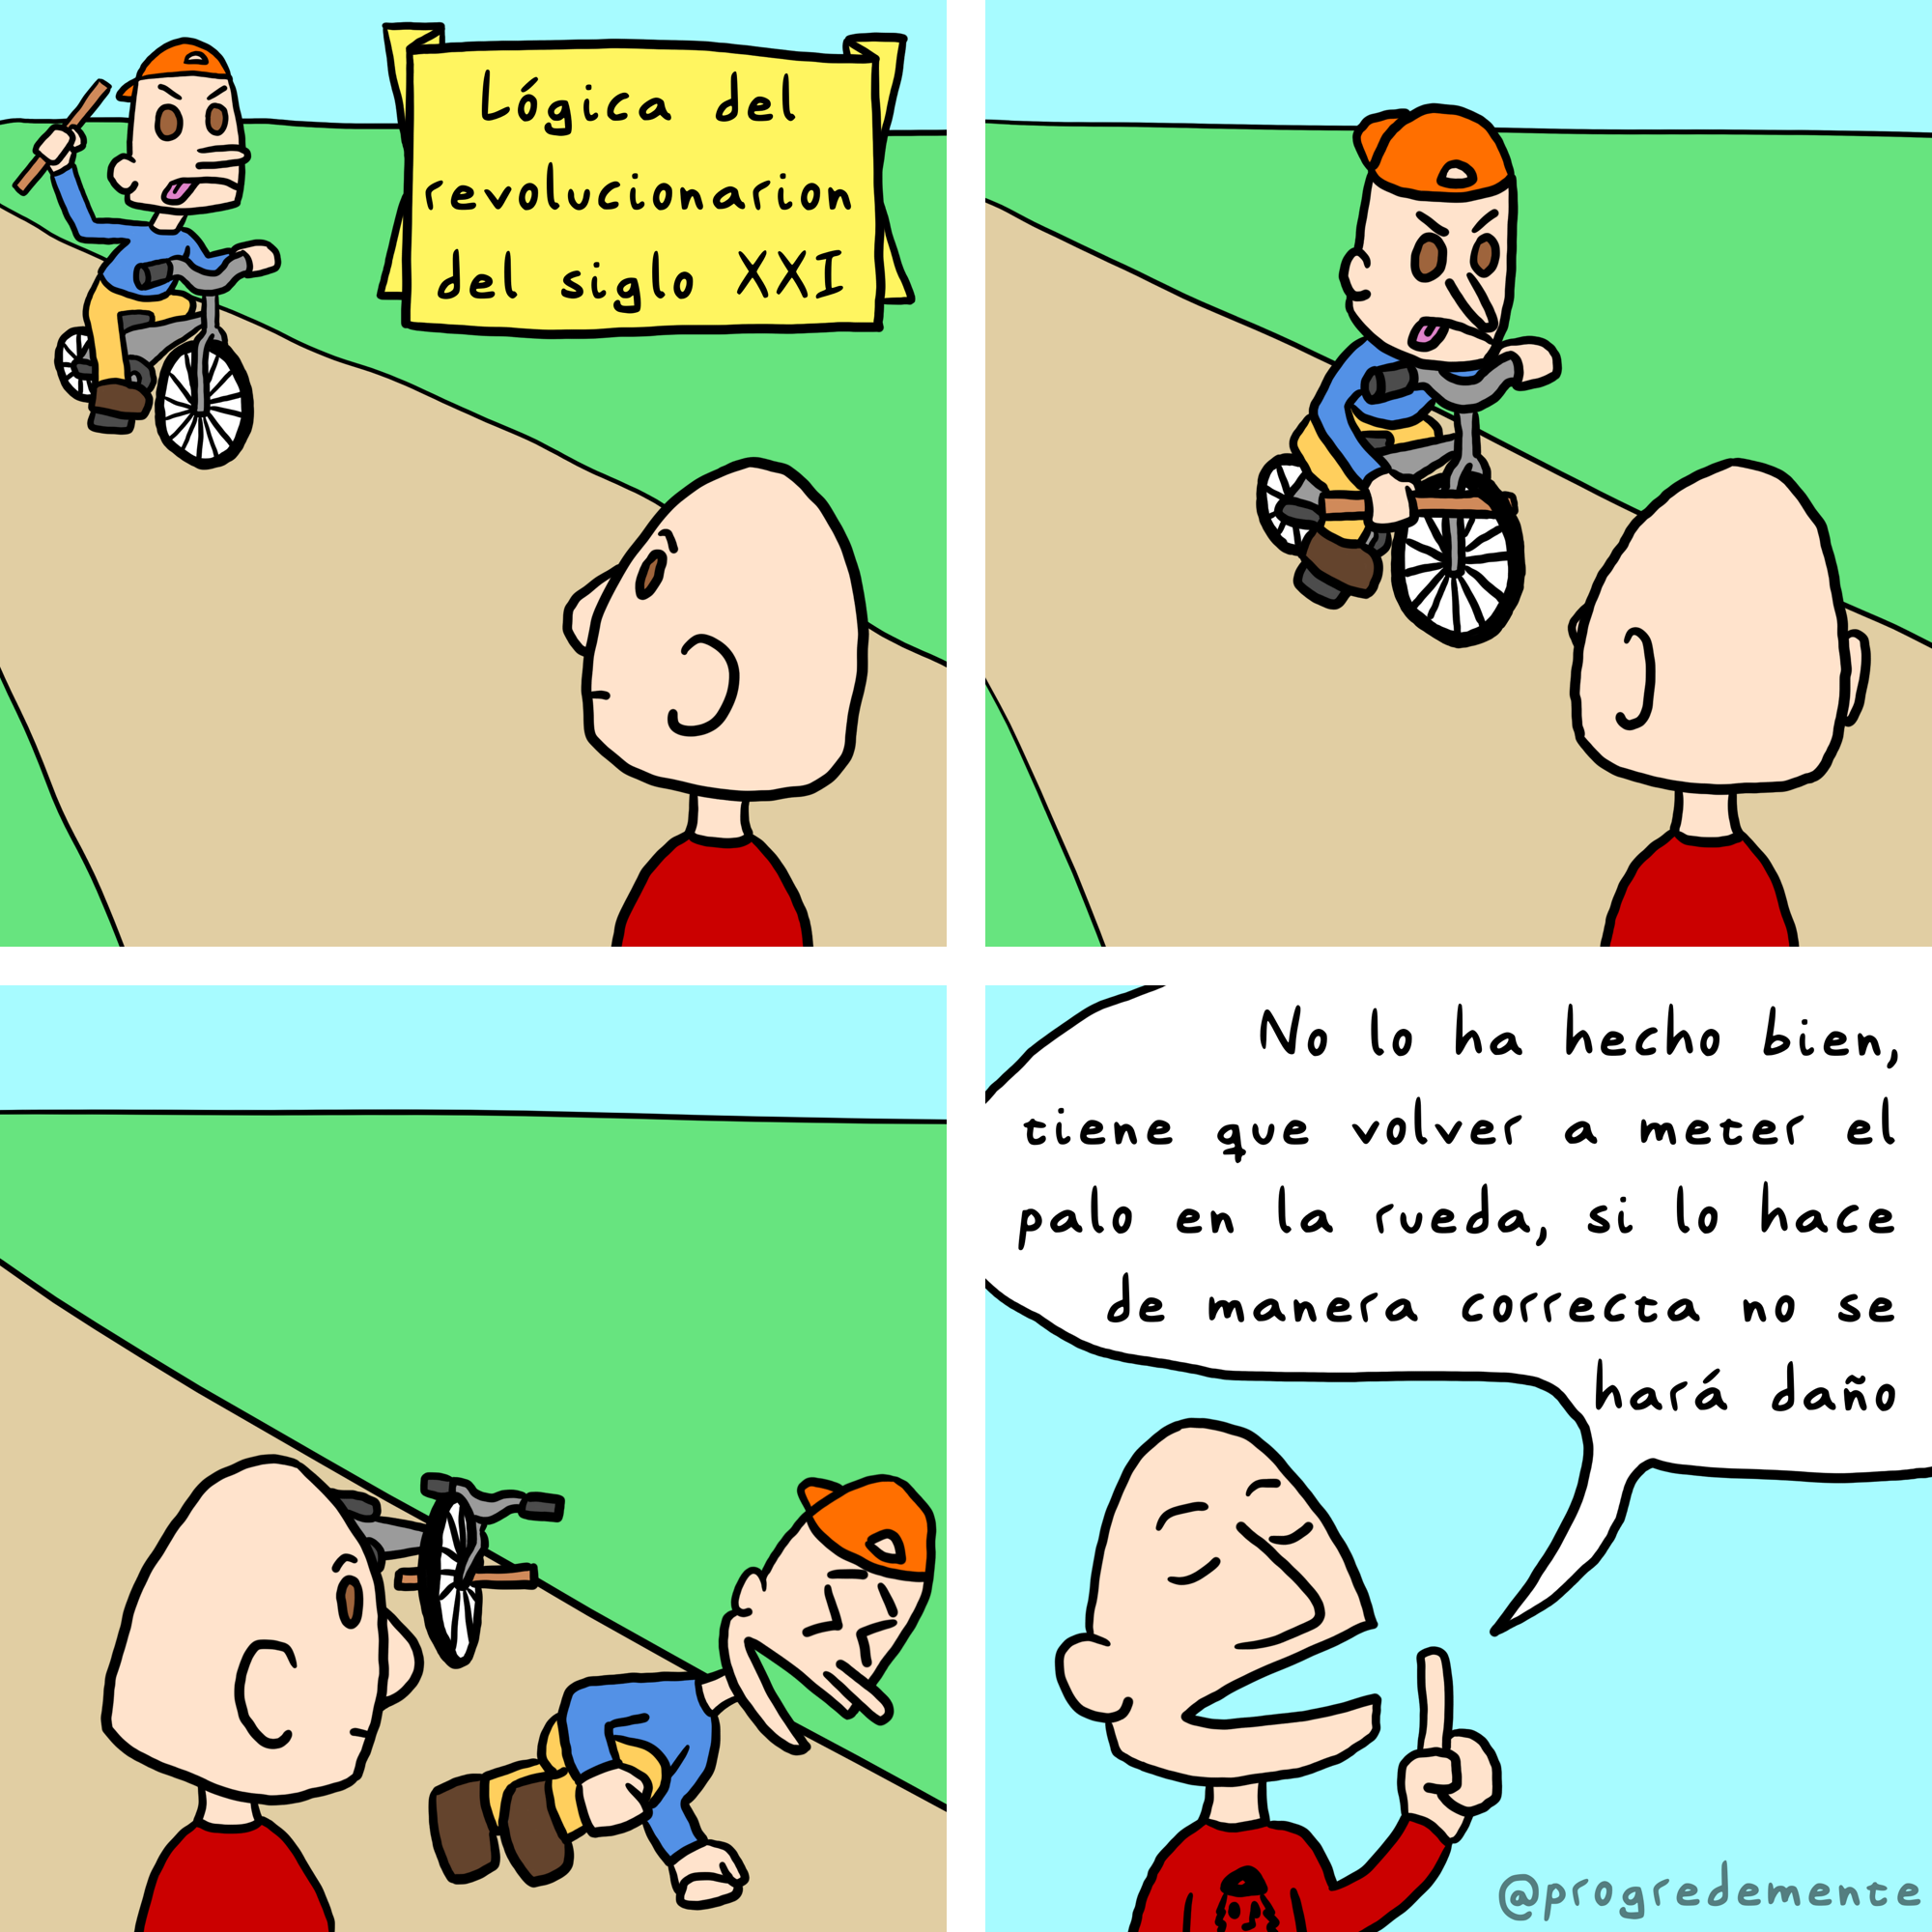 Lógica del
revolucionarion
del siglo XXI
No lo ha hecho bien,
tiene que volver a meter el
palo en la rueda, si lo hace
de manera correcta no se
hará daño
@progredemente